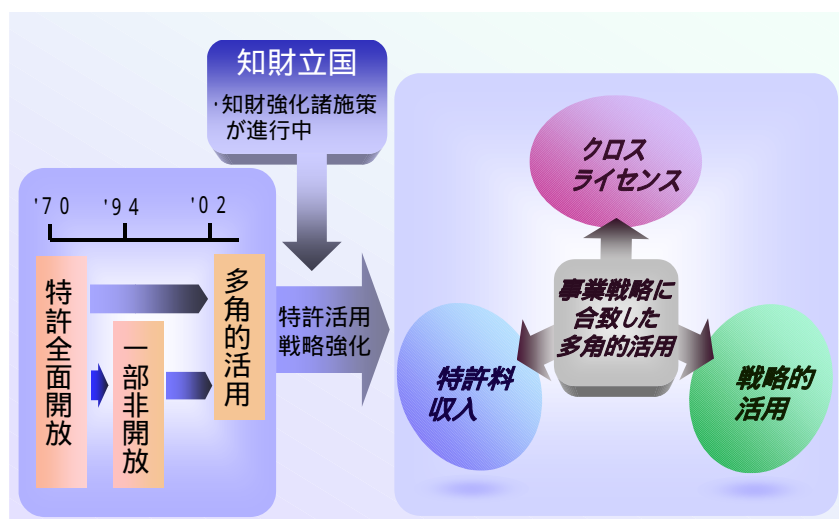 知財立国
・知財強化諸施策
が進行中
'70 '94 '02
特許全面開放
一部非開放
多角的活用
特許活用
戦略強化
クロス
ライセンス
事業戦略に
合致した
多角的活用
特許料
収入
戦略的
活用